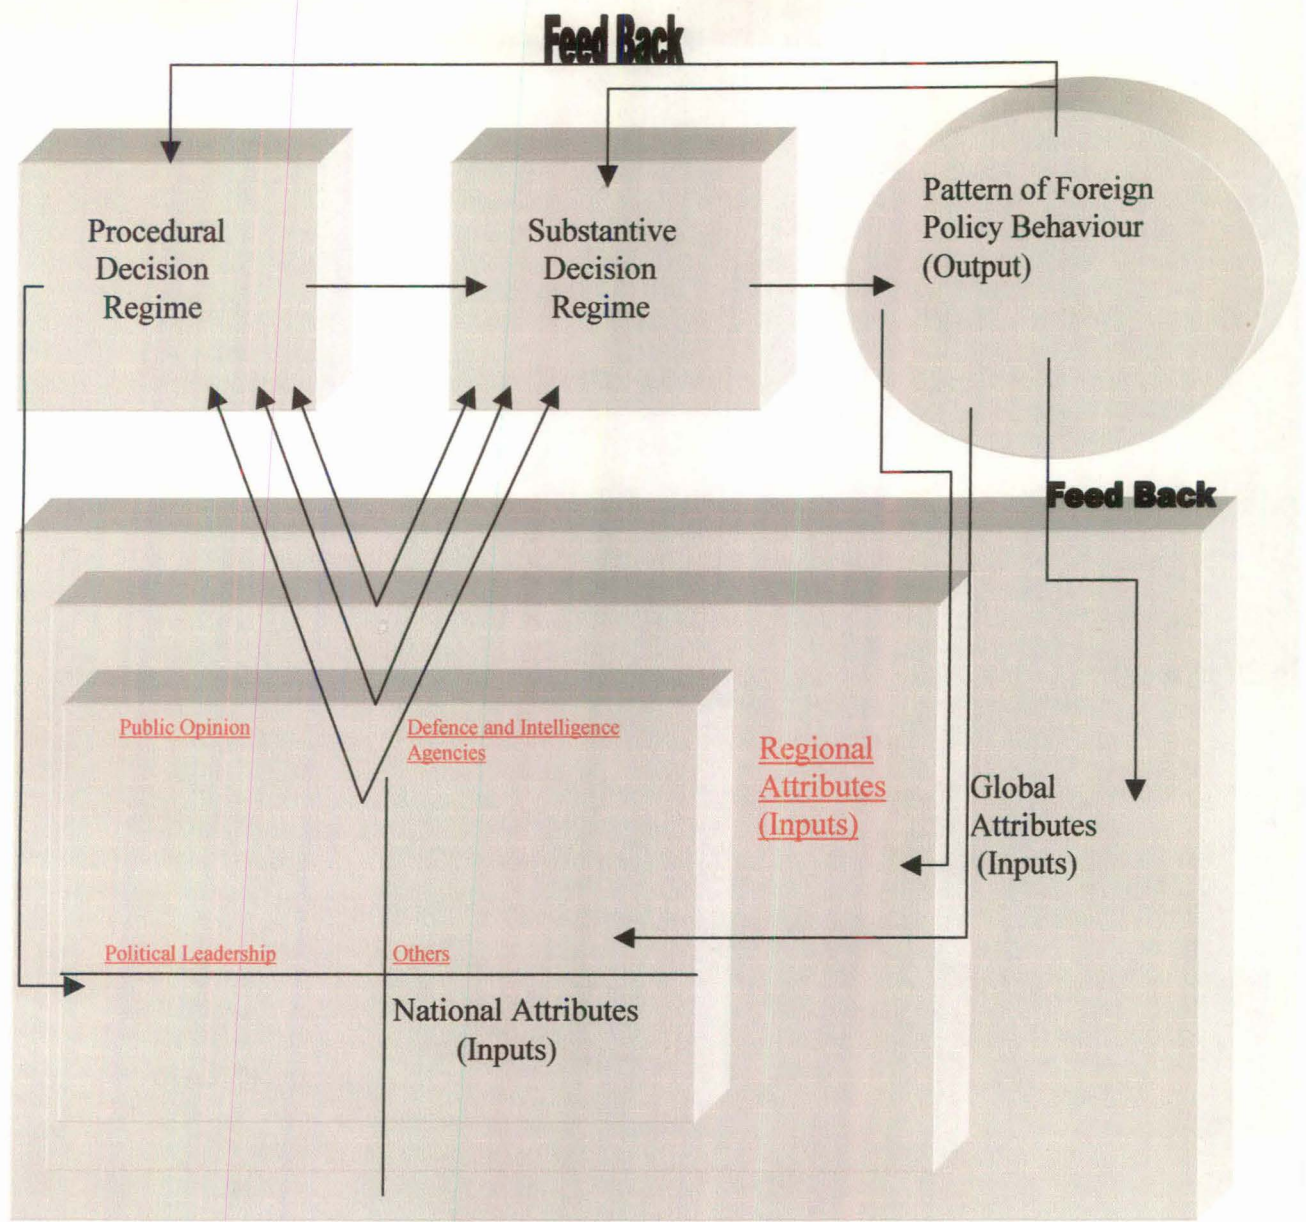 Feed Back
Procedural
Decision
Regime
Substantive
Decision
Regime
Pattern of Foreign
Policy Behaviour
(Output)
Feed Back
Public Opinion
Defence and Intelligence
Agencies
Regional
Attributes
(Inputs)
Global
Attributes
(Inputs)
Political Leadership
Others
National Attributes
(Inputs)